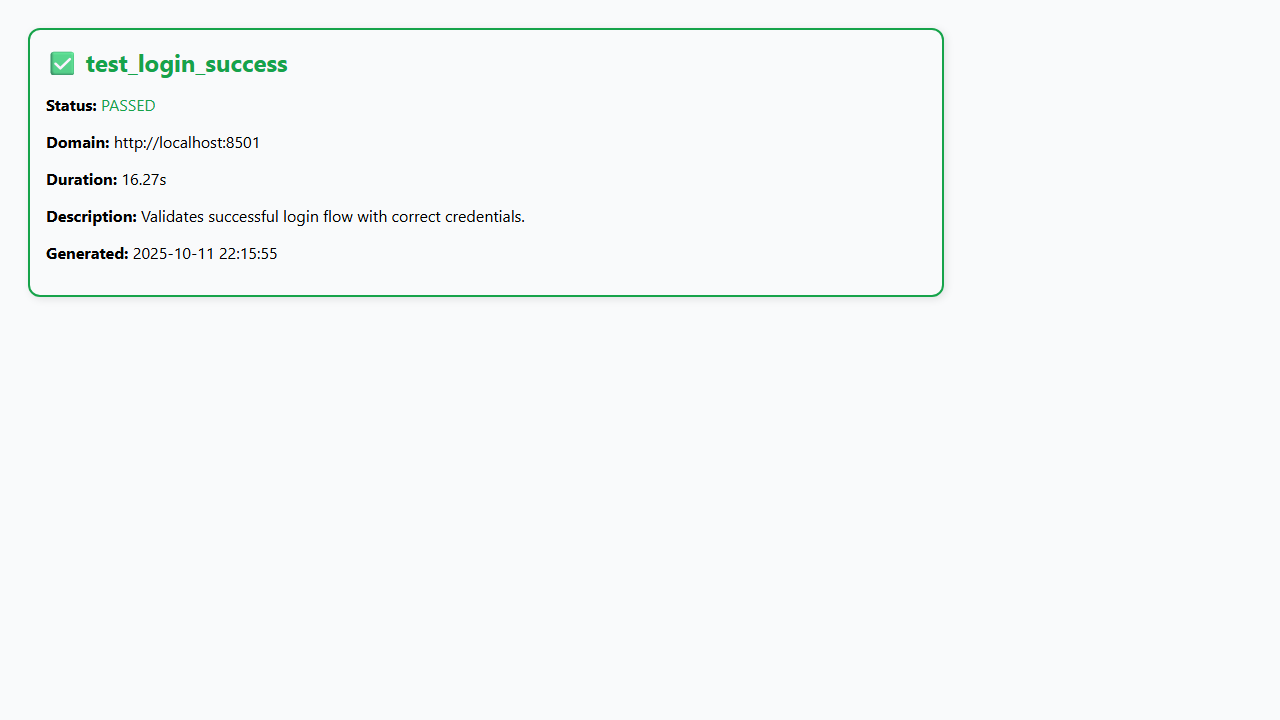 ✅ test_login_success
Status: PASSED
Domain: http://localhost:8501
Duration: 16.27s
Description: Validates successful login flow with correct credentials.
Generated: 2025-10-11 22:15:55